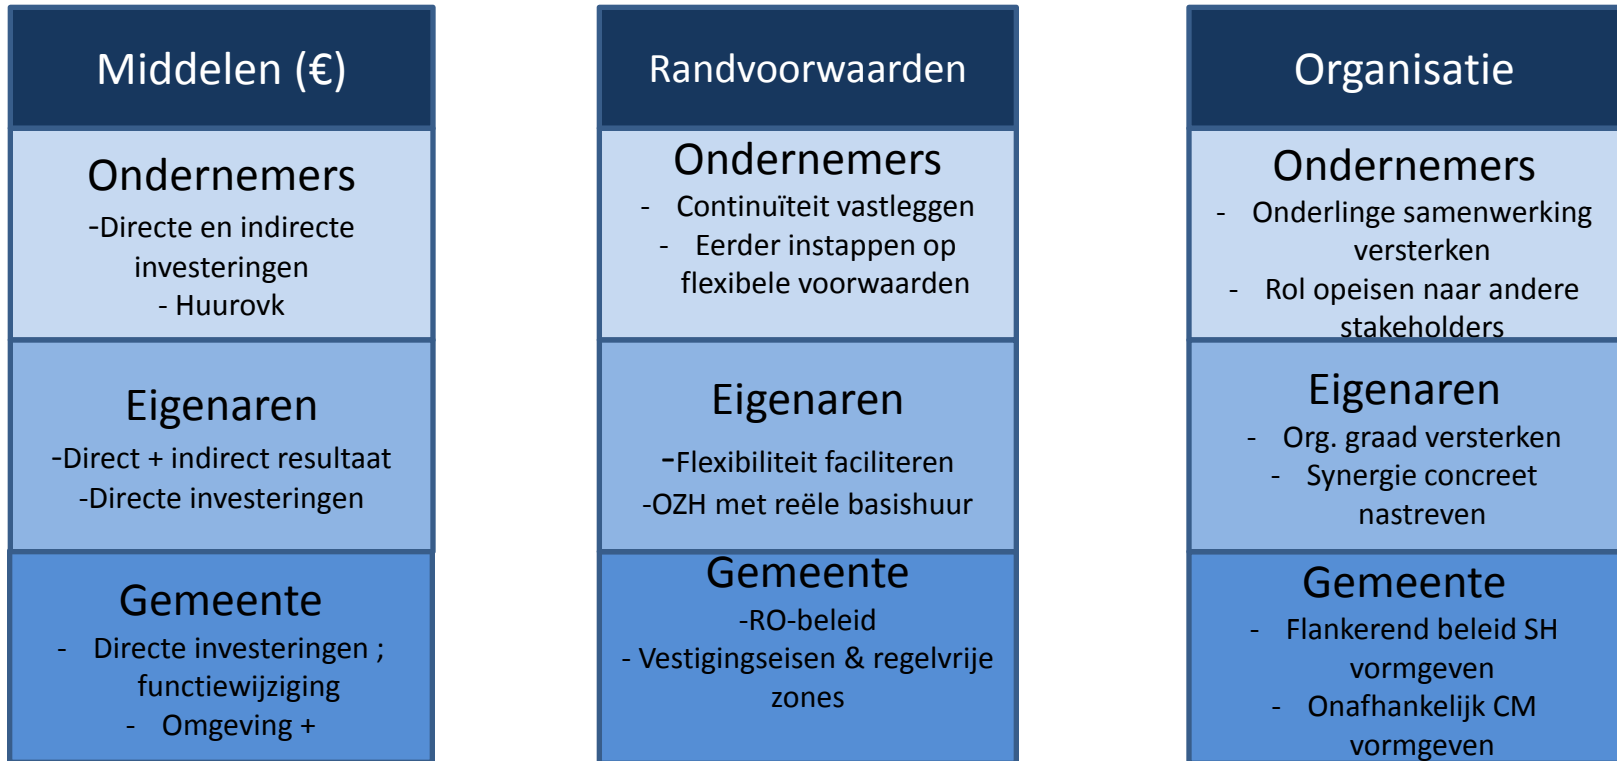 Middelen (€)
Ondernemers
-Directe en indirecte
investeringen
- Huurovk
Eigenaren
-Direct + indirect resultaat
-Directe investeringen
Gemeente
- Directe investeringen ;
functiewijziging
- Omgeving +
Randvoorwaarden
Ondernemers
- Continuïteit vastleggen
- Eerder instappen op
flexibele voorwaarden
Eigenaren
-Flexibiliteit faciliteren
-OZH met reële basishuur
Gemeente
-RO-beleid
- Vestigingseisen & regelvrije
zones
Organisatie
Ondernemers
- Onderlinge samenwerking
versterken
- Rol opeisen naar andere
stakeholders
Eigenaren
- Org. graad versterken
- Synergie concreet
nastreven
Gemeente
- Flankerend beleid SH
vormgeven
- Onafhankelijk CM
vormgeven